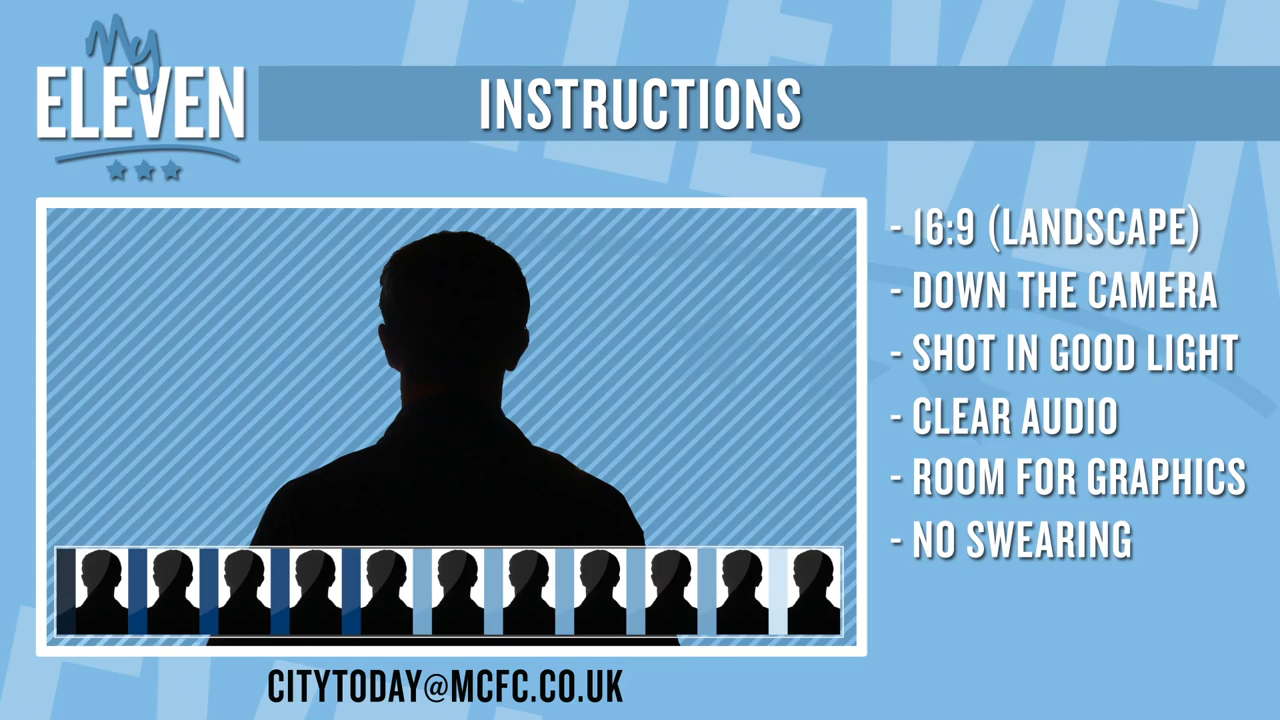 My
ELEVEN
INSTRUCTIONS
- 16:9 (LANDSCAPE)
- DOWN THE CAMERA
- SHOT IN GOOD LIGHT
- CLEAR AUDIO
- ROOM FOR GRAPHICS
- NO SWEARING
CITYTODAY@MCFC.CO.UK